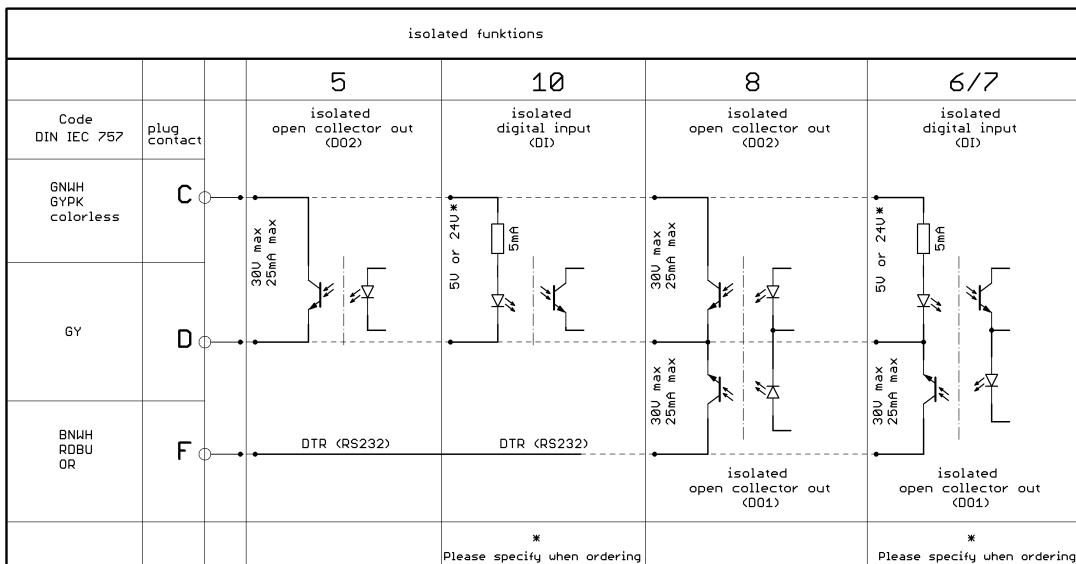 isolated funktions
5
10
8
6/7
Code
DIN IEC 757
plug
contact
isolated
open collector out
(DO2)
isolated
digital input
(DI)
isolated
open collector out
(DO2)
isolated
digital input
(DI)
GNWH
GYPK
colorless
C
30V max
25mA max
5V or 24V*
5mA
30V max
25mA max
5V or 24V*
5mA
GY
D
30V max
25mA max
30V max
25mA max
BNWH
RDBU
OR
F
DTR (RS232)
DTR (RS232)
isolated
open collector out
(DO1)
isolated
open collector out
(DO1)
*
Please specify when ordering
*
Please specify when ordering